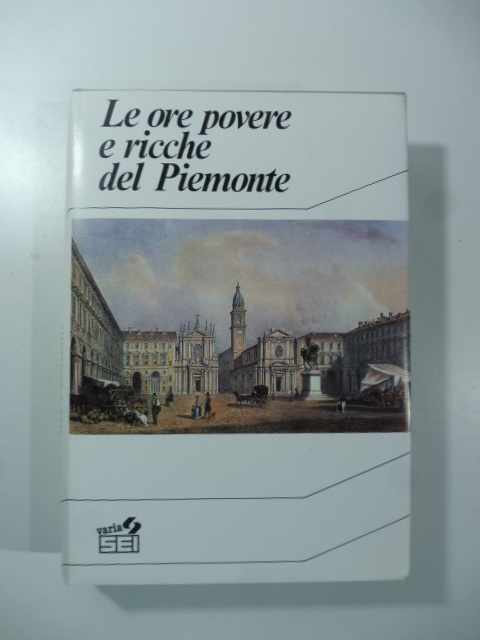 Le ore povere
e ricche
del Piemonte
varia
SEI